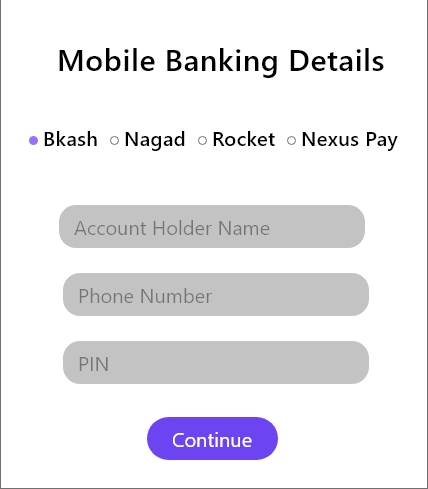 Mobile Banking Details
Bkash Nagad Rocket Nexus Pay
Account Holder Name
Phone Number
PIN
Continue